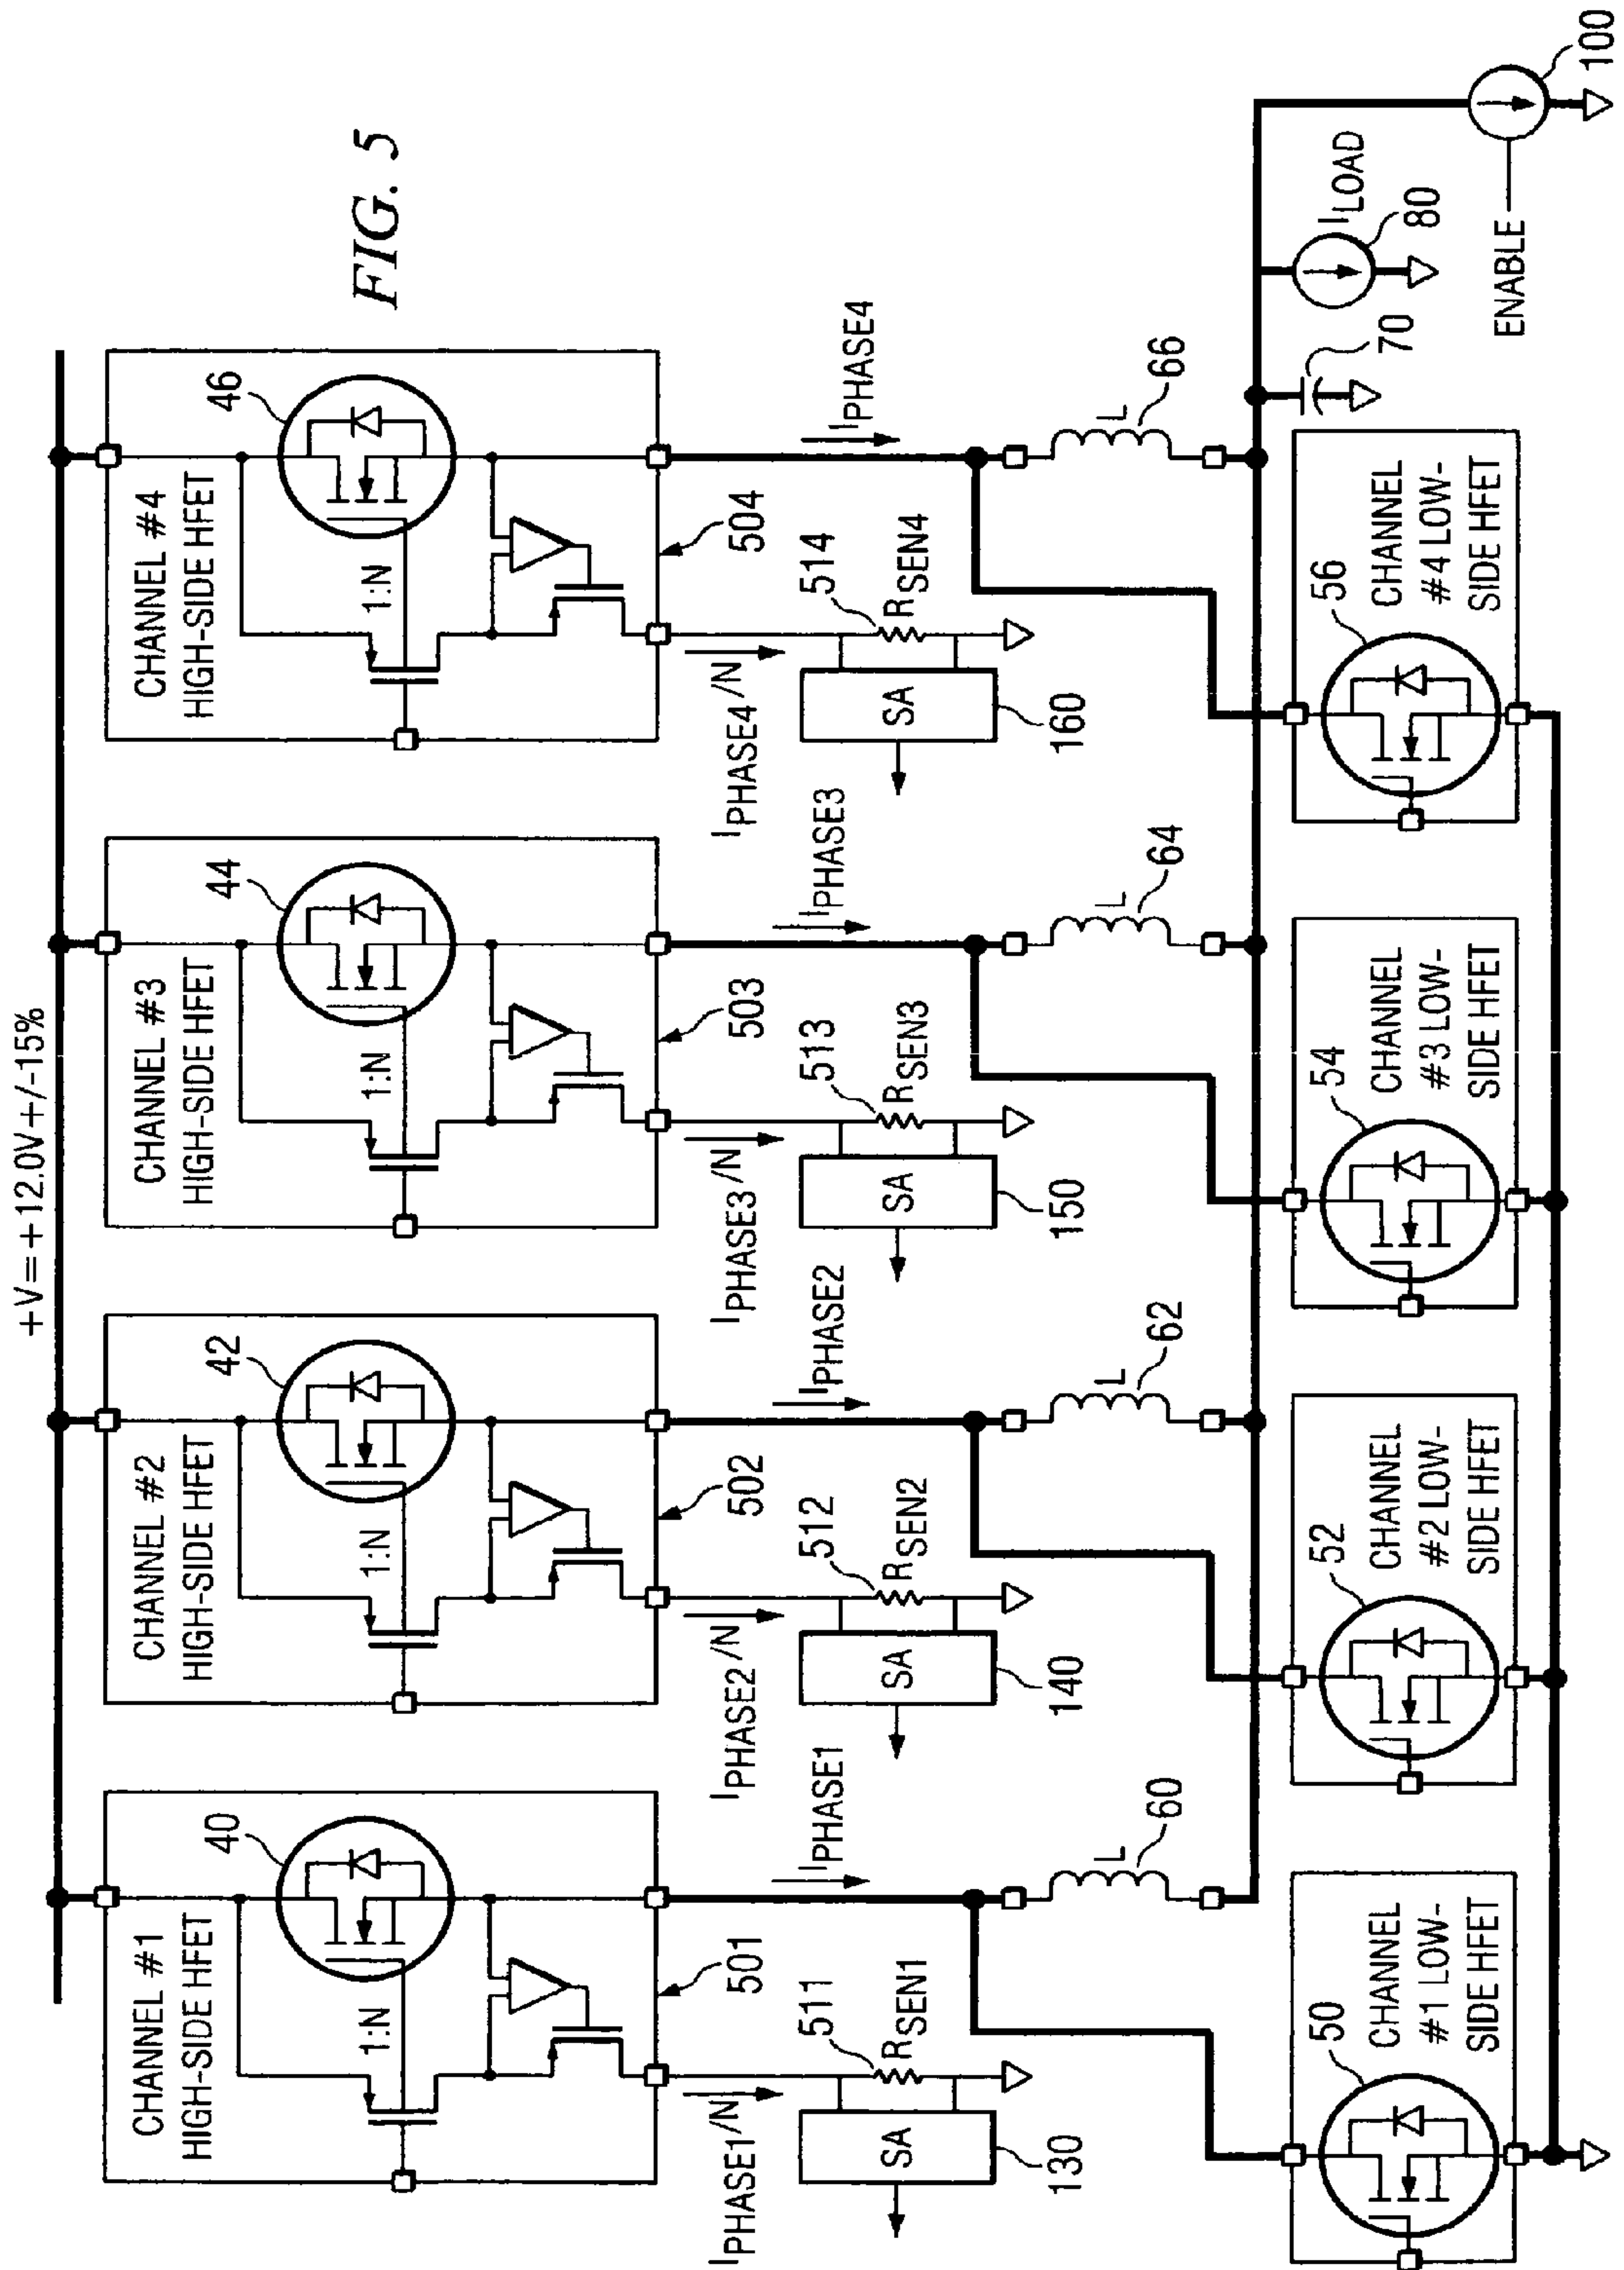 +V=+12.0V+/-15%
FIG. 5
CHANNEL #1
HIGH-SIDE HFET
40
1:N
501
IPHASE1/N
IPHASE1
511
RSEN1
SA
130
L
60
50
CHANNEL
#1 LOW-
SIDE HFET
CHANNEL #2
HIGH-SIDE HFET
42
1:N
502
IPHASE2/N
IPHASE2
512
RSEN2
SA
140
L
62
52
CHANNEL
#2 LOW-
SIDE HFET
CHANNEL #3
HIGH-SIDE HFET
44
1:N
503
IPHASE3/N
IPHASE3
513
RSEN3
SA
150
L
64
54
CHANNEL
#3 LOW-
SIDE HFET
CHANNEL #4
HIGH-SIDE HFET
46
1:N
504
IPHASE4/N
IPHASE4
514
RSEN4
SA
160
L
66
56
CHANNEL
#4 LOW-
SIDE HFET
70
ILOAD
80
ENABLE
100